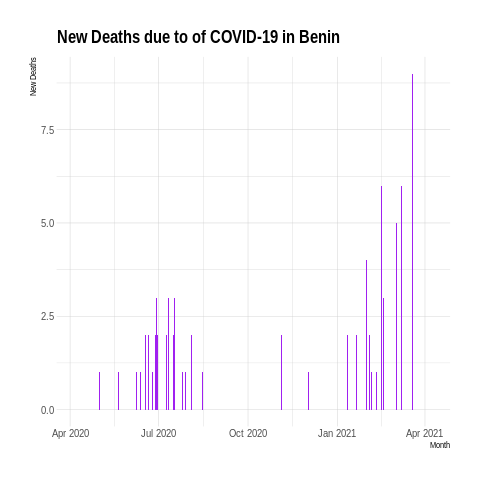 New Deaths due to of COVID-19 in Benin
New Deaths
7.5
5.0
2.5
0.0
Apr 2020 Jul 2020 Oct 2020 Jan 2021 Apr 2021
Month